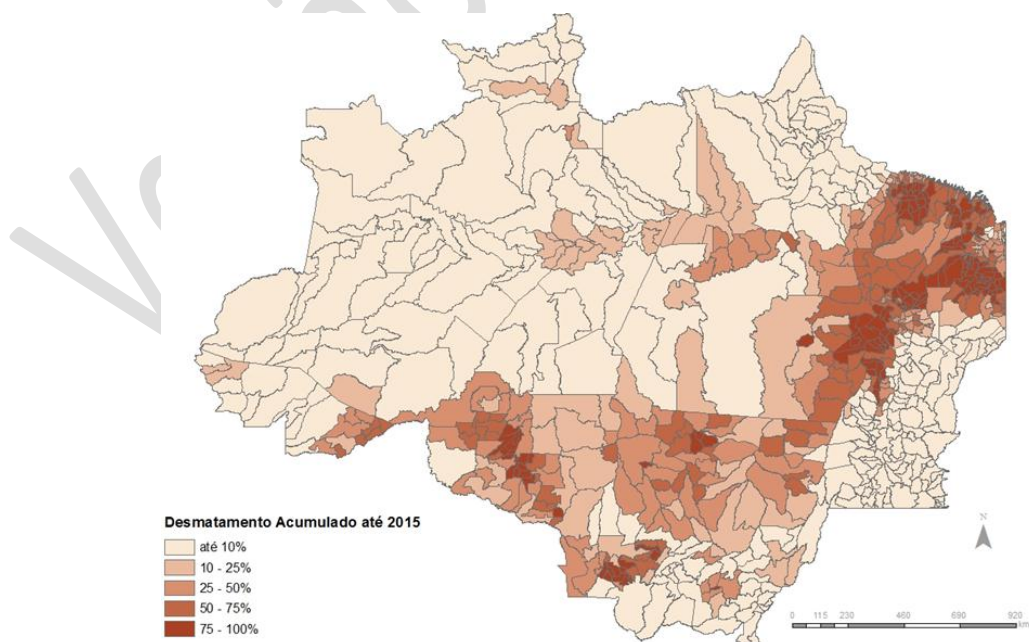 Desmatamento Acumulado até 2015
até 10%
10 - 25%
25 - 50%
50 - 75%
75 - 100%
N
0 115 230 460 690 920
km